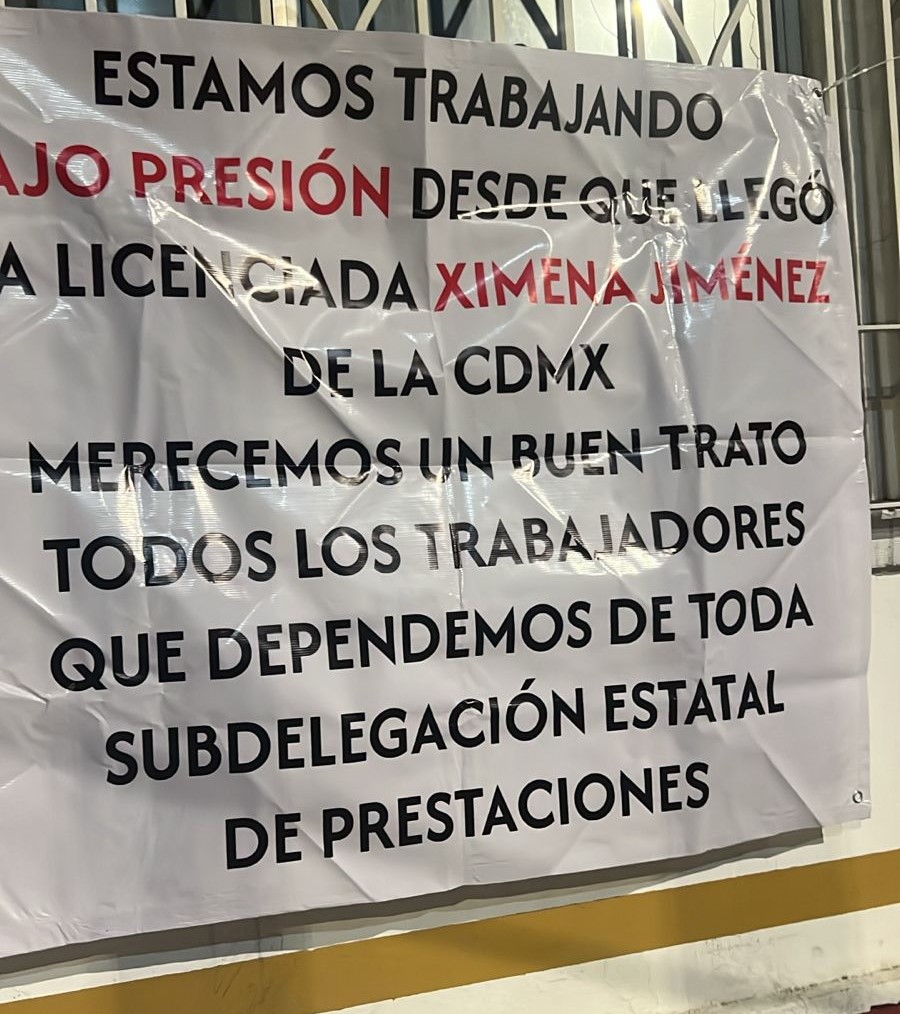 ESTAMOS TRABAJANDO
AJO PRESIÓN DESDE QUE LLEGÓ
A LICENCIADA XIMENA JIMÉNEZ
DE LA CDMX
MERECEMOS UN BUEN TRATO
TODOS LOS TRABAJADORES
QUE DEPENDEMOS DE TODA
SUBDELEGACIÓN ESTATAL
DE PRESTACIONES